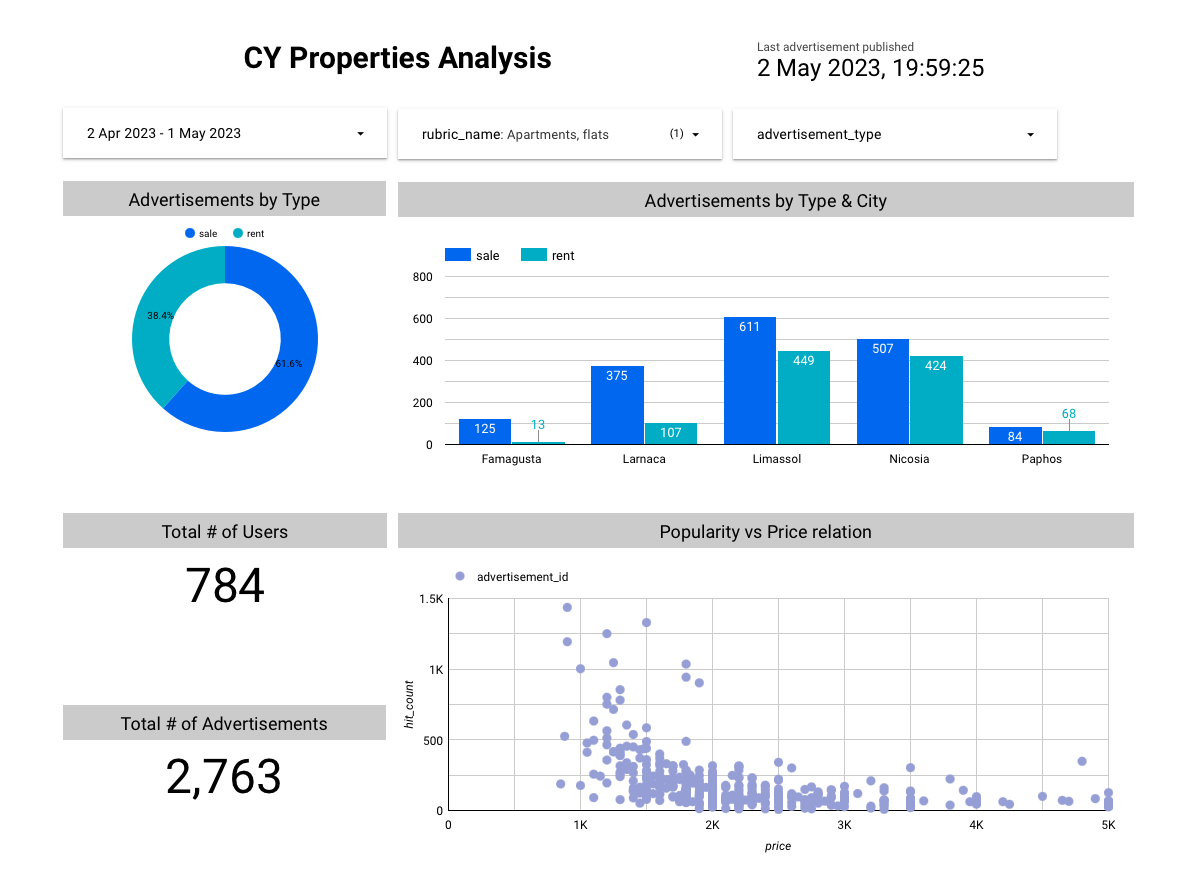 CY Properties Analysis
Last advertisement published
2 May 2023, 19:59:25
2 Apr 2023 - 1 May 2023
rubric_name: Apartments, flats (1)
advertisement_type
Advertisements by Type
sale rent
38.4%
61.6%
Advertisements by Type & City
sale rent
800
600
400
200
0
125 13 375 107 611 449 507 424 84 68
Famagusta Larnaca Limassol Nicosia Paphos
Total # of Users
784
Total # of Advertisements
2,763
Popularity vs Price relation
advertisement_id
hit_count
1.5K
1K
500
0
0 1K 2K 3K 4K 5K
price